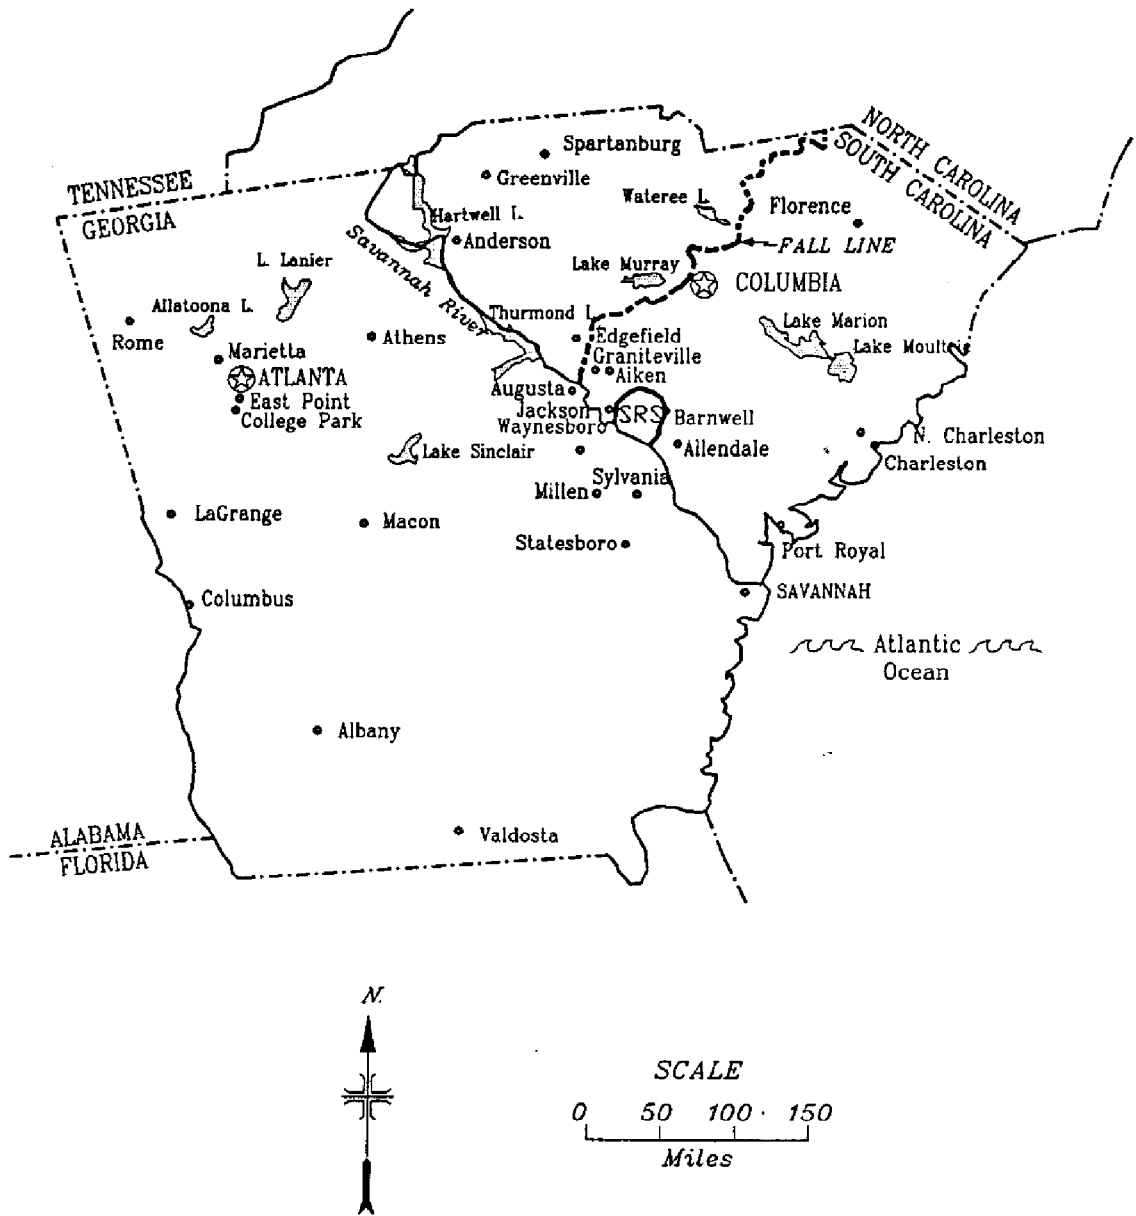 NORTH CAROLINA
SOUTH CAROLINA
TENNESSEE
GEORGIA
Spartanburg
Greenville
Wateree L.
Florence
Hartwell L.
Anderson
FALL LINE
Savannah River
L. Lanier
Lake Murray
COLUMBIA
Allatoona L.
Thurmond L.
Lake Marion
Rome
Athens
Edgefield
Lake Moultrie
Marietta
Graniteville
ATLANTA
Aiken
East Point
Augusta
College Park
Jackson
SRS
Barnwell
Waynesboro
N. Charleston
Lake Sinclair
Allendale
Charleston
Sylvania
Millen
LaGrange
Macon
Statesboro
Port Royal
Columbus
SAVANNAH
Atlantic
Ocean
Albany
ALABAMA
FLORIDA
Valdosta
N.
SCALE
0 50 100 150
Miles